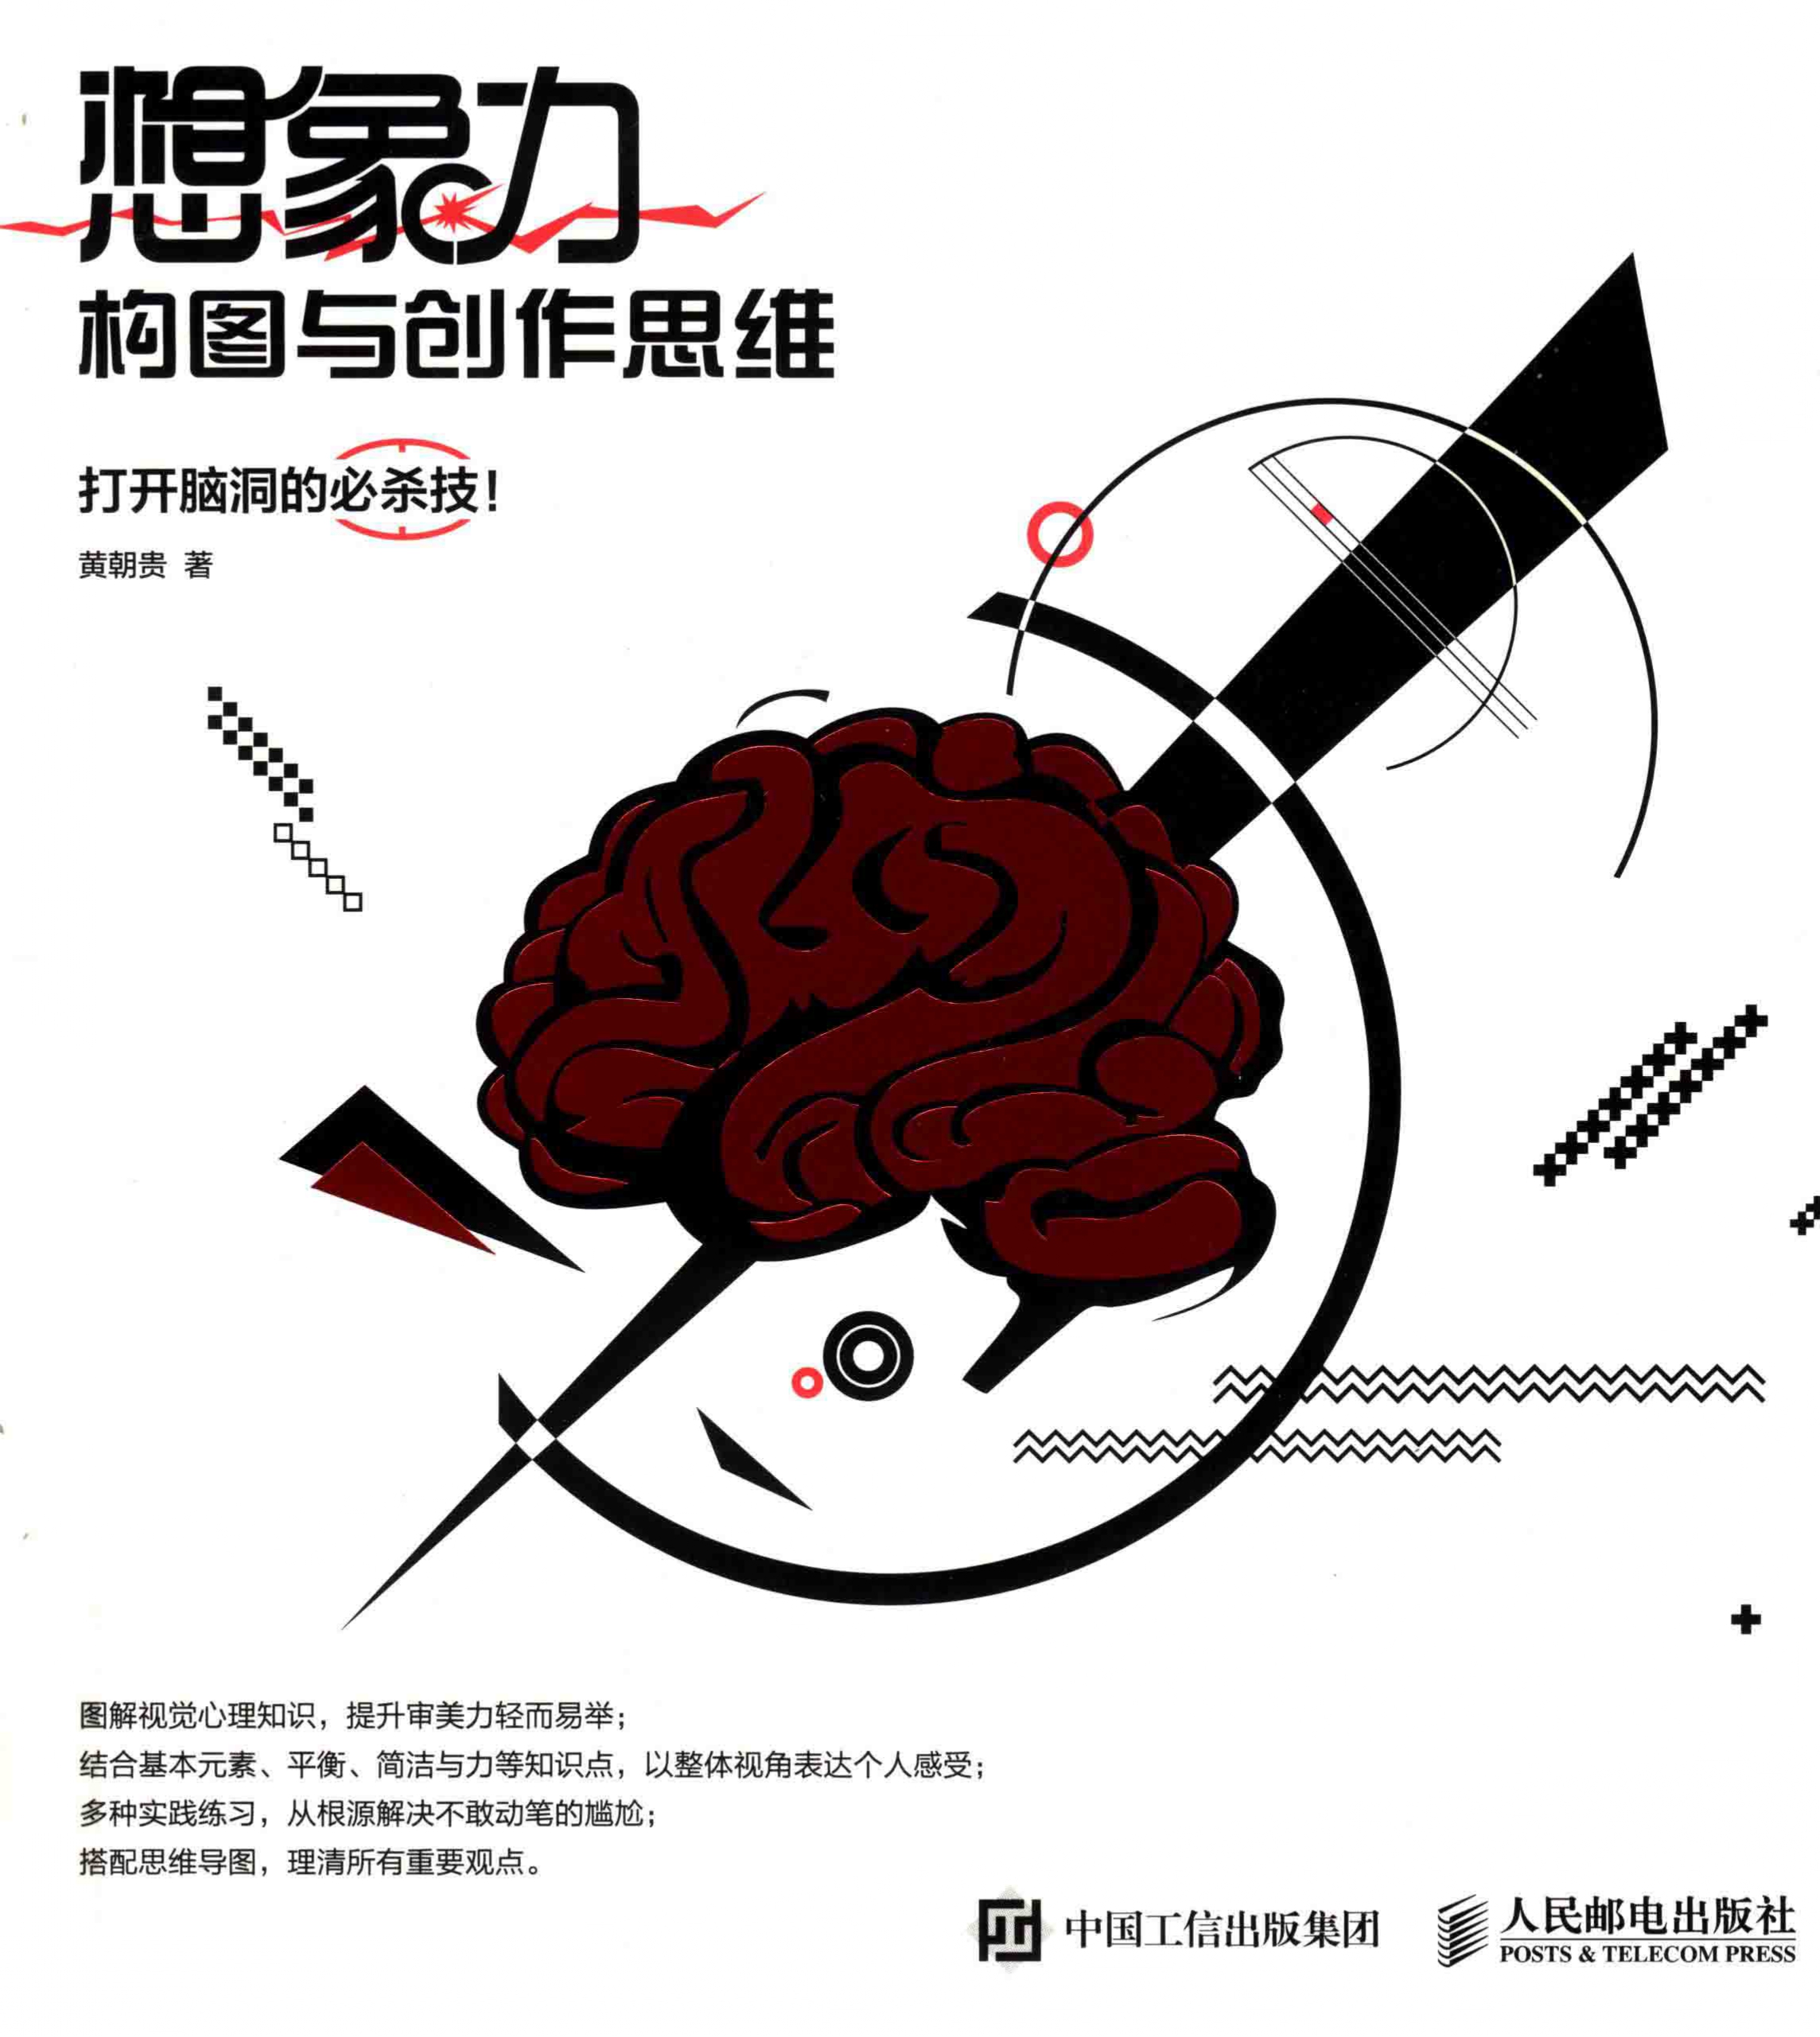 想象力
构图与创作思维
打开脑洞的必杀技！
黄朝贵 著
图解视觉心理知识，提升审美力轻而易举；
结合基本元素、平衡、简洁与力等知识点，以整体视角表达个人感受；
多种实践练习，从根源解决不敢动笔的尴尬；
搭配思维导图，理清所有重要观点。
中国工信出版集团
人民邮电出版社
POSTS & TELECOM PRESS